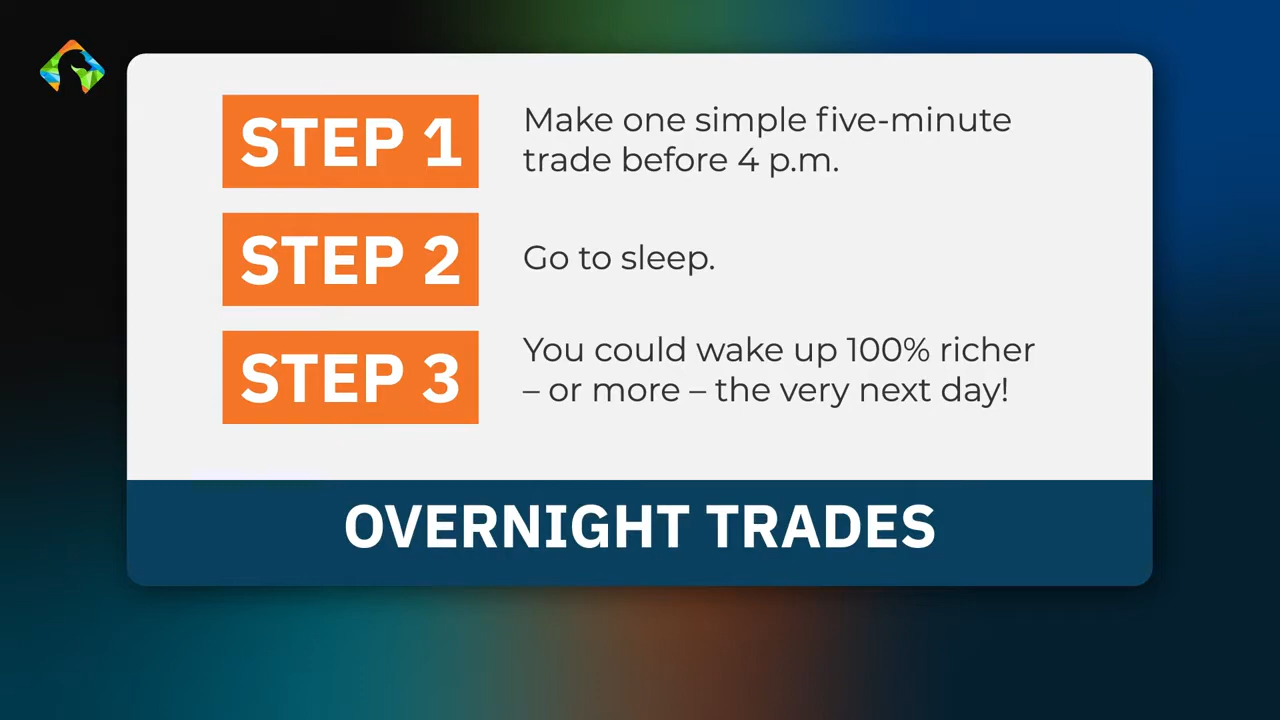 STEP 1
Make one simple five-minute
trade before 4 p.m.
STEP 2
Go to sleep.
STEP 3
You could wake up 100% richer
– or more – the very next day!
OVERNIGHT TRADES